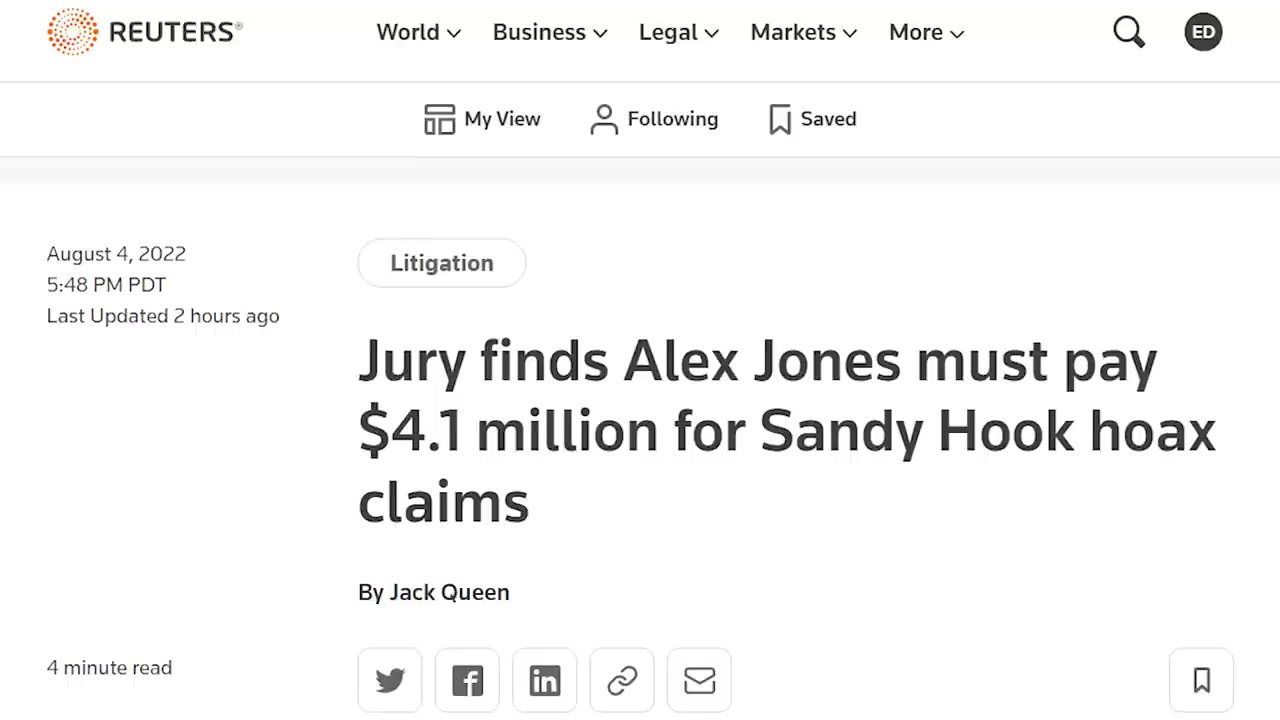 REUTERS®
World
Business
Legal
Markets
More
ED
My View
Following
Saved
August 4, 2022
5:48 PM PDT
Last Updated 2 hours ago
Litigation
Jury finds Alex Jones must pay
$4.1 million for Sandy Hook hoax
claims
By Jack Queen
4 minute read